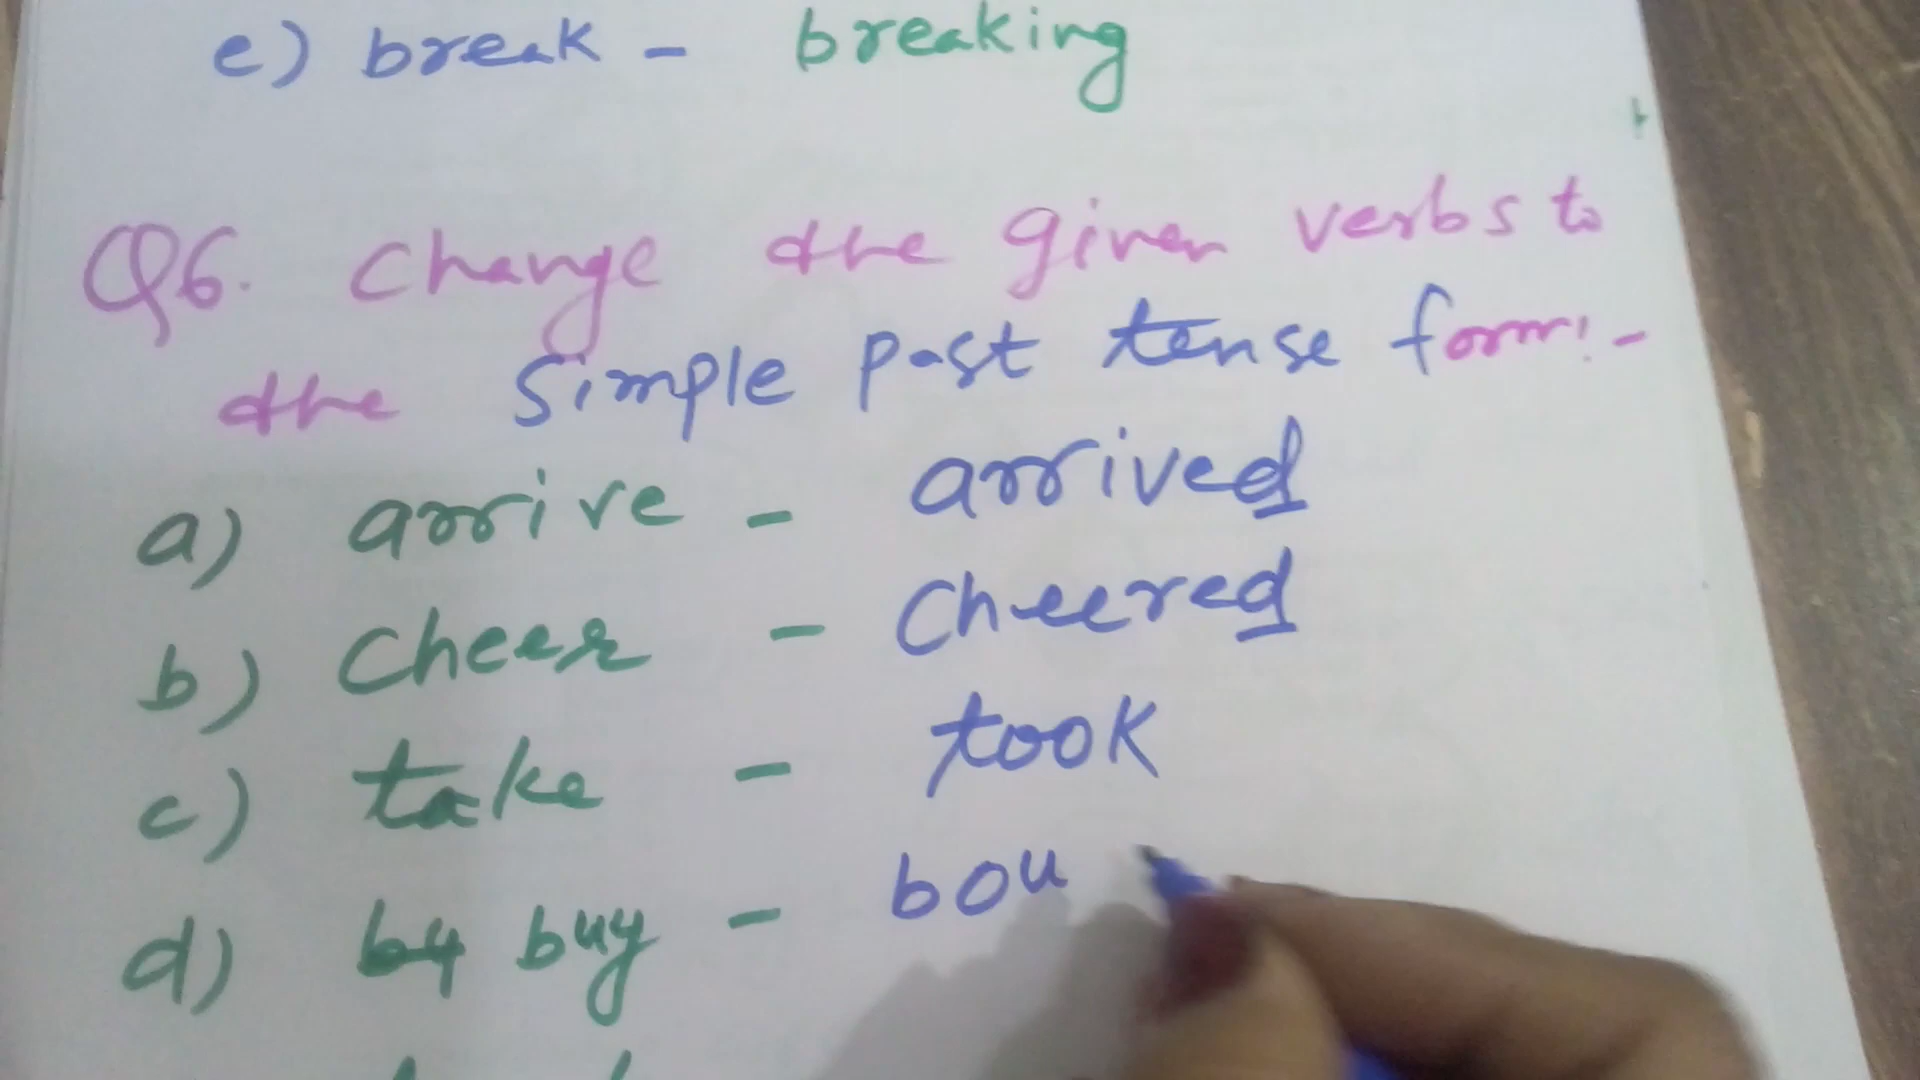 e) break - breaking
Q6. Change the given verbs to
the Simple past tense form:-
a) arrive - arrived
b) Cheer - Cheered
c) take - took
d) by buy - bou